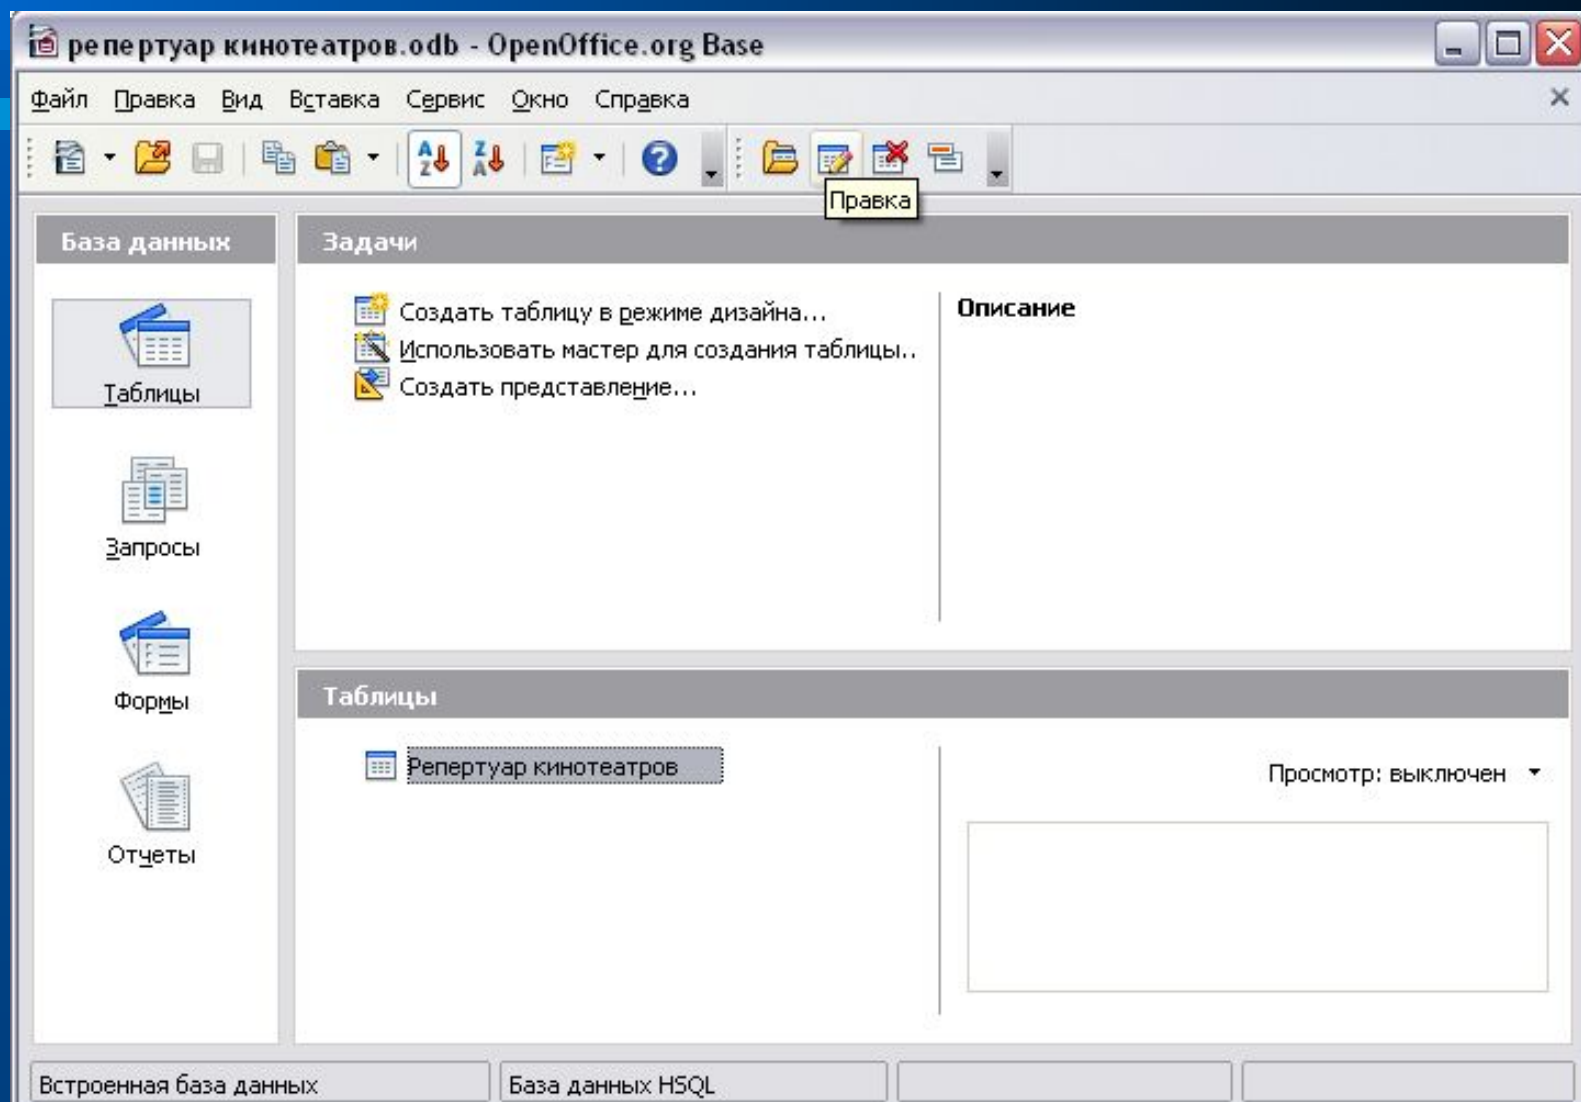 репертуар кинотеатров.odb - OpenOffice.org Base
Файл Правка Вид Вставка Сервис Окно Справка
Правка
База данных
Задачи
Создать таблицу в режиме дизайна...
Использовать мастер для создания таблицы..
Создать представление...
Описание
Таблицы
Запросы
Формы
Отчеты
Таблицы
Репертуар кинотеатров
Просмотр: выключен
Встроенная база данных
База данных HSQL